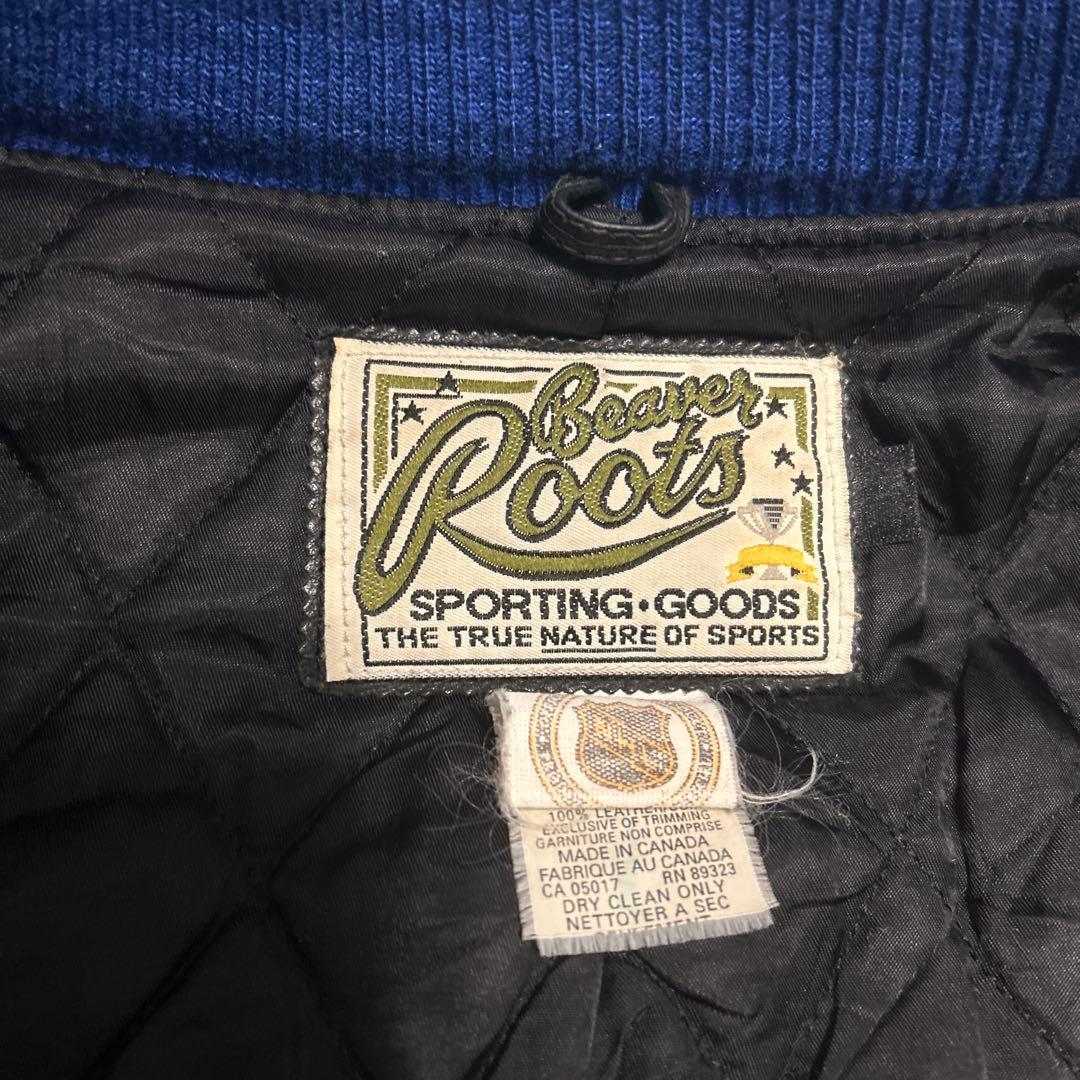 Beaver
Roots
SPORTING·GOODS
THE TRUE NATURE OF SPORTS
100% LEATHER
EXCLUSIVE OF TRIMMING
GARNITURE NON COMPRISE
MADE IN CANADA
FABRIQUE AU CANADA
CA 05017 RN 89323
DRY CLEAN ONLY
NETTOYER A SEC